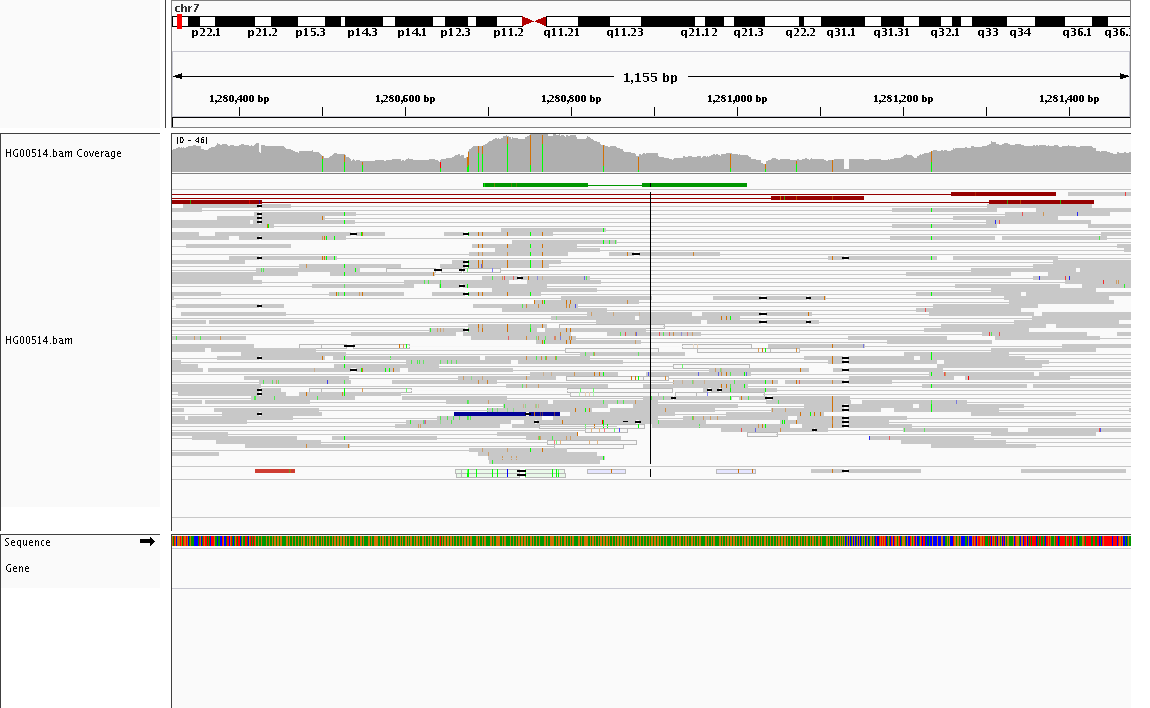 chr7
p22.1 p21.2 p15.3 p14.3 p14.1 p12.3 p11.2 q11.21 q11.23 q21.12 q21.3 q22.2 q31.1 q31.31 q32.1 q33 q34 q36.1 q36.
1,155 bp
1,280,400 bp 1,280,600 bp 1,280,800 bp 1,281,000 bp 1,281,200 bp 1,281,400 bp
HG00514.bam Coverage
[0 - 46]
HG00514.bam
Sequence
Gene